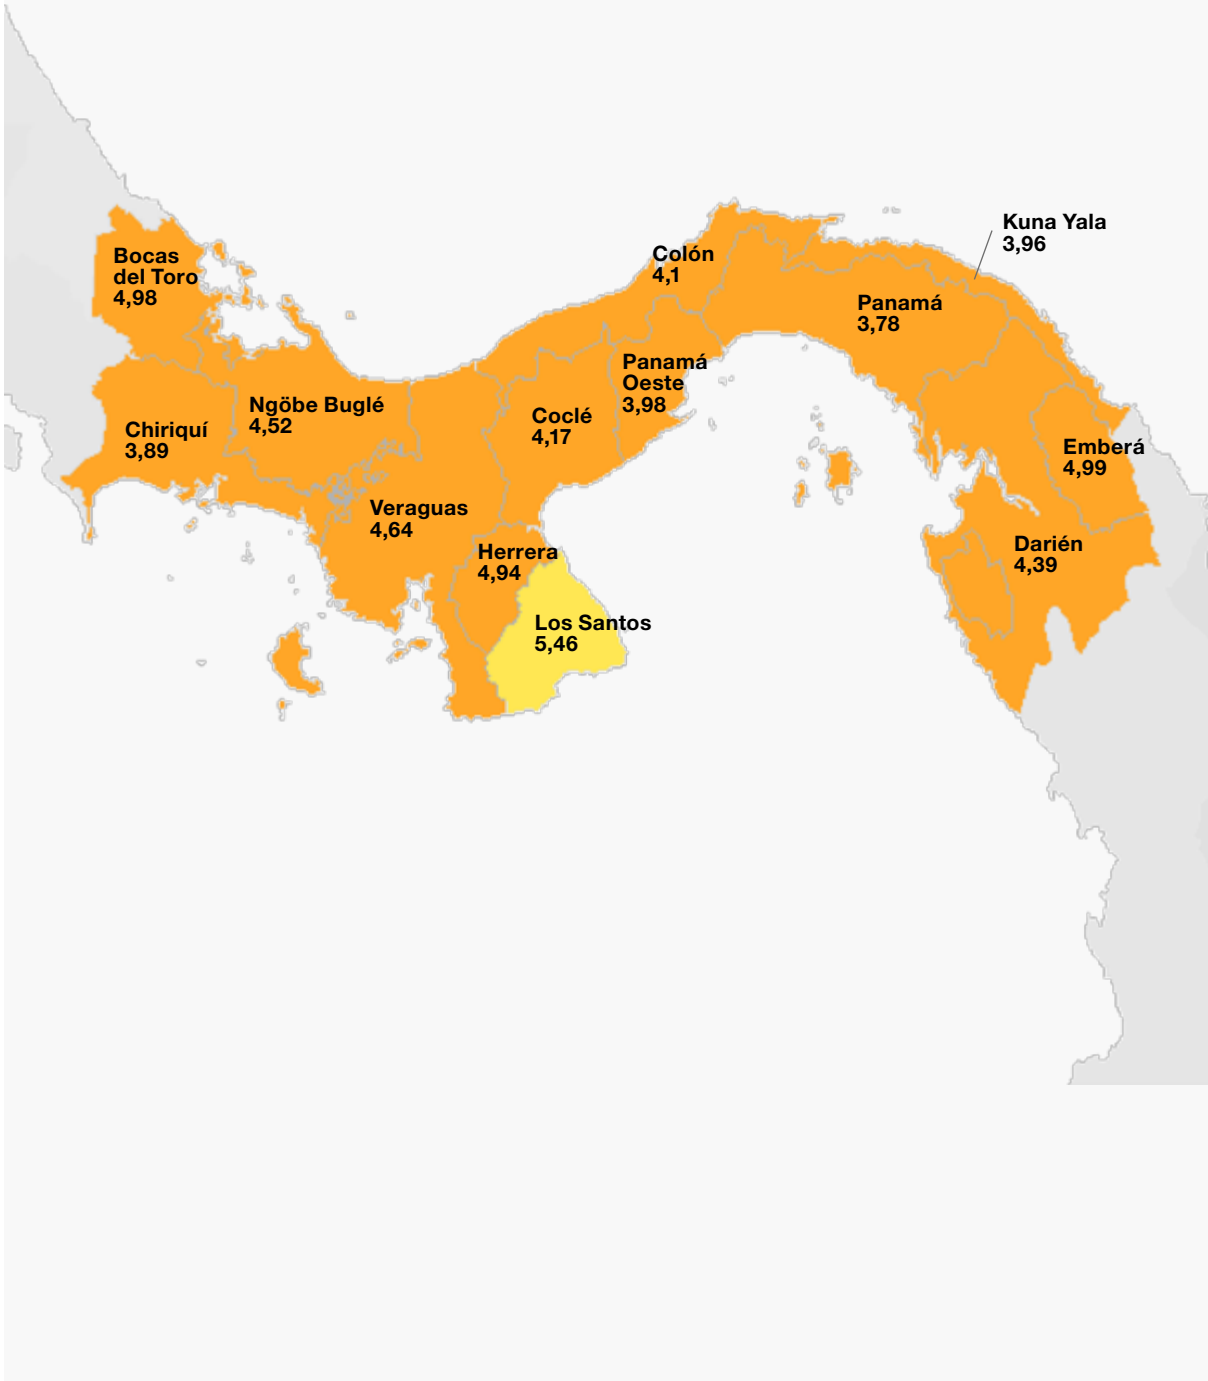 Kuna Yala
3,96
Colón
4,1
Bocas
del Toro
4,98
Panamá
3,78
Panamá
Oeste
3,98
Ngöbe Buglé
4,52
Coclé
4,17
Chiriquí
3,89
Emberá
4,99
Veraguas
4,64
Darién
4,39
Herrera
4,94
Los Santos
5,46